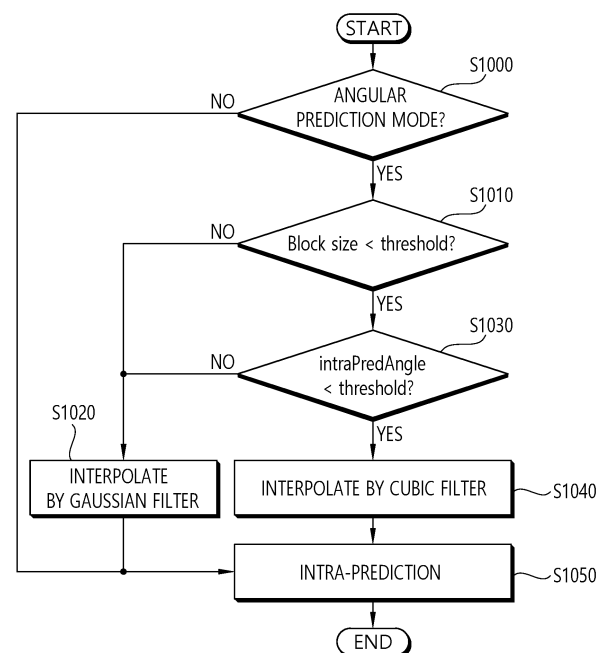 START
S1000
NO
ANGULAR
PREDICTION MODE?
YES
S1010
NO
Block size < threshold?
YES
S1030
NO
intraPredAngle
< threshold?
S1020
YES
INTERPOLATE
BY GAUSSIAN FILTER
INTERPOLATE BY CUBIC FILTER
S1040
INTRA-PREDICTION
S1050
END